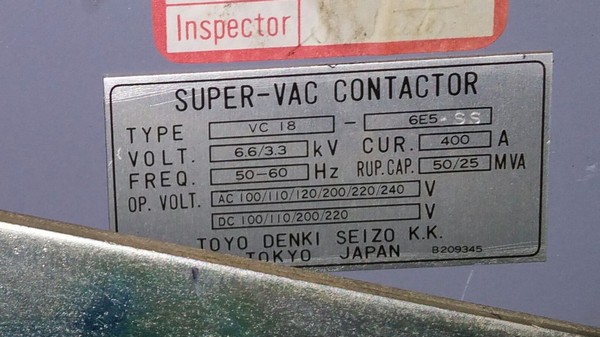 Inspector
SUPER-VAC CONTACTOR
TYPE VC 18 - 6E5-SS
VOLT. 6.6/3.3 kV CUR. 400 A
FREQ. 50-60 Hz RUP.CAP. 50/25 MVA
OP. VOLT. AC 100/110/120/200/220/240 V
DC 100/110/200/220 V
TOYO DENKI SEIZO K.K.
TOKYO JAPAN B209345